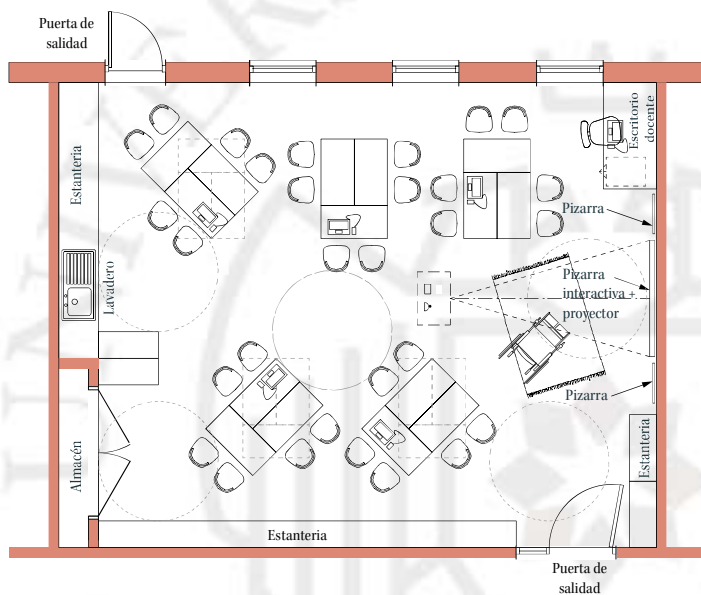 Puerta de
salidad
Estanteria
Escritorio
docente
Pizarra
Lavadero
Pizarra
interactiva +
proyector
Pizarra
Almacén
Estanteria
Estanteria
Puerta de
salidad